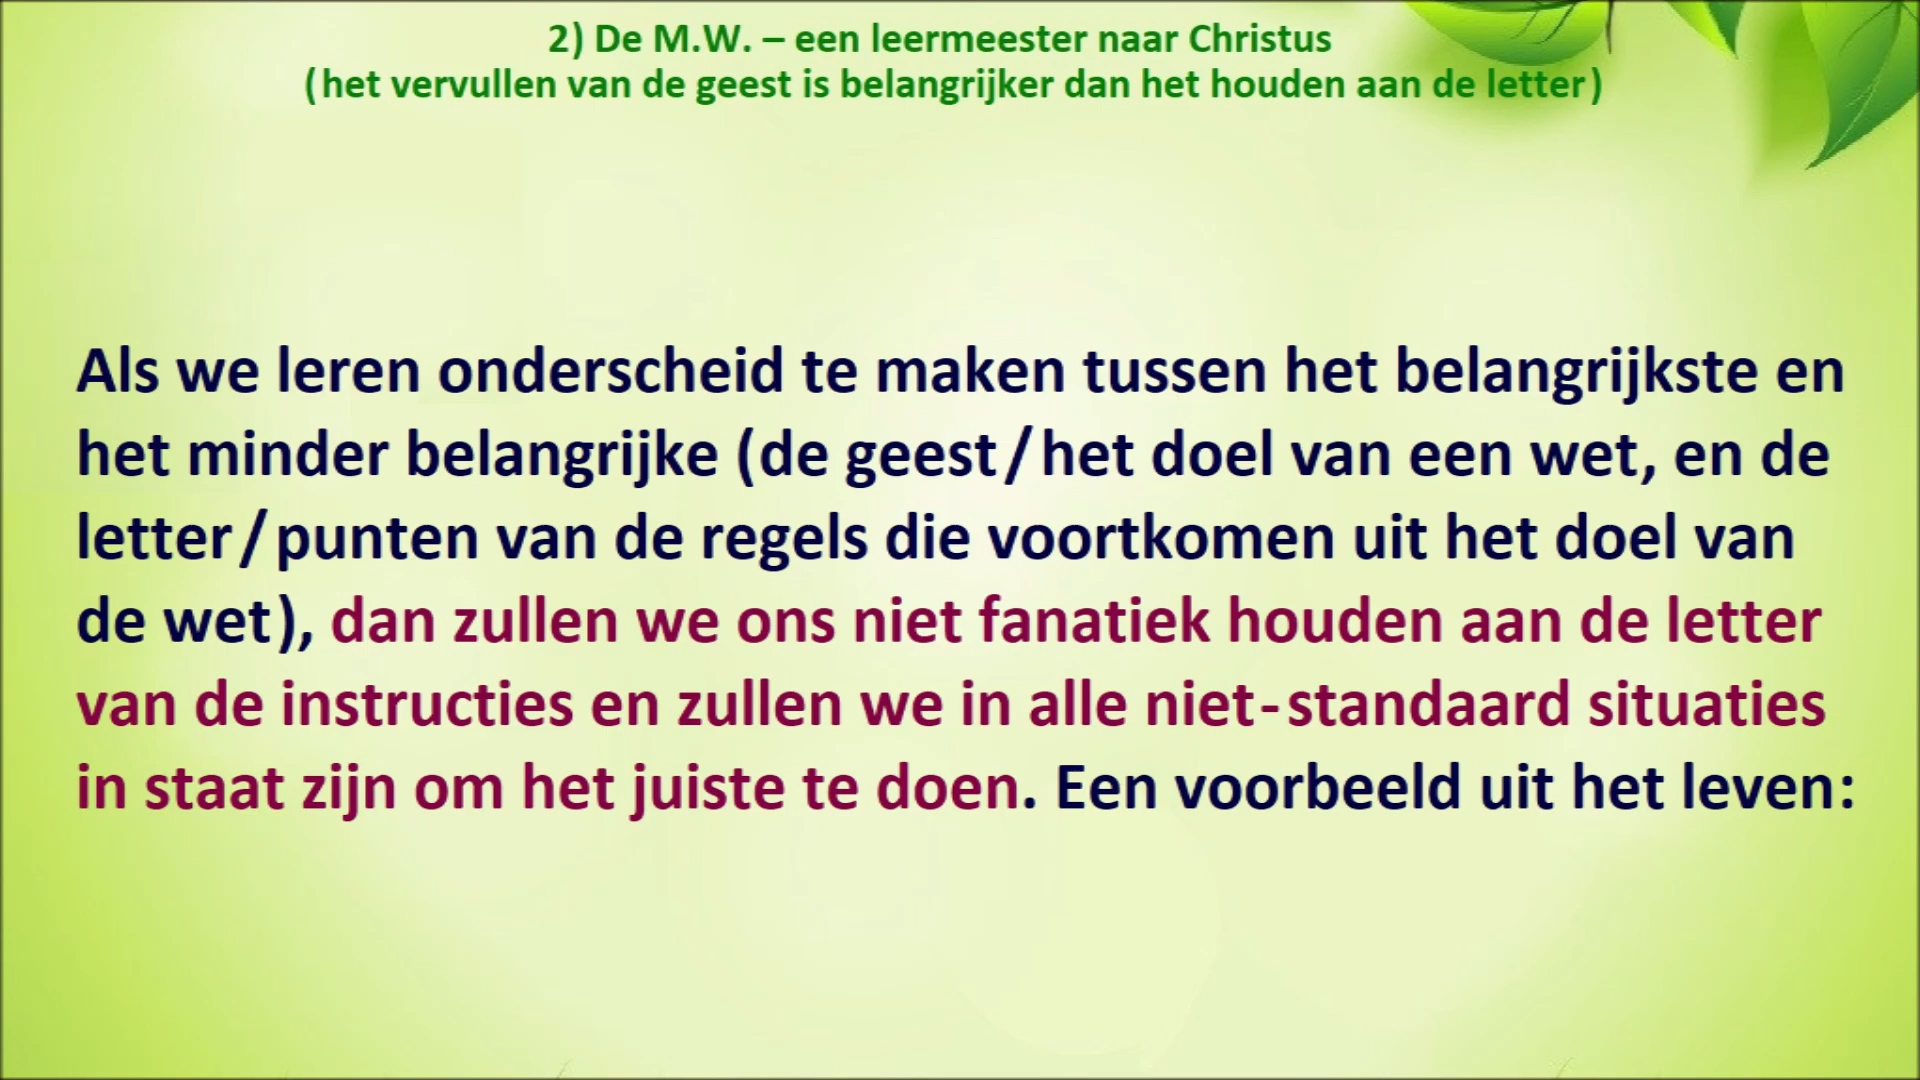 2) De M.W. – een leermeester naar Christus
(het vervullen van de geest is belangrijker dan het houden aan de letter)
Als we leren onderscheid te maken tussen het belangrijkste en
het minder belangrijke (de geest/het doel van een wet, en de
letter/punten van de regels die voortkomen uit het doel van
de wet), dan zullen we ons niet fanatiek houden aan de letter
van de instructies en zullen we in alle niet-standaard situaties
in staat zijn om het juiste te doen. Een voorbeeld uit het leven: